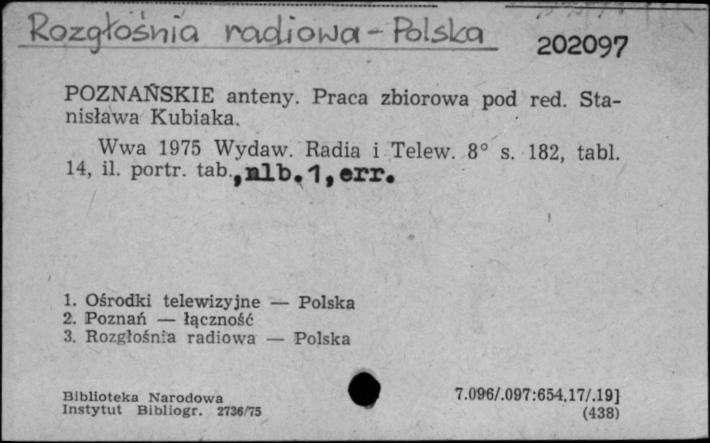 Rozgłośnia radiowa - Polska
202097
POZNAŃSKIE anteny. Praca zbiorowa pod red. Sta-
nisława Kubiaka.
Wwa 1975 Wydaw. Radia i Telew. 8° s. 182, tabl.
14, il. portr. tab., nlb. 1, err.
1. Ośrodki telewizyjne — Polska
2. Poznań — łączność
3. Rozgłośnia radiowa — Polska
Biblioteka Narodowa
Instytut Bibliogr. 2736/75
7.096/.097:654.17/.19]
(438)